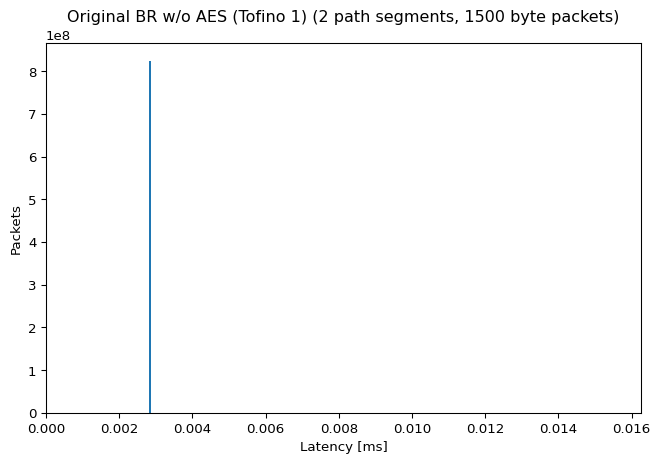 Original BR w/o AES (Tofino 1) (2 path segments, 1500 byte packets)
1e8
8
7
6
5
4
3
2
1
0
Packets
0.000 0.002 0.004 0.006 0.008 0.010 0.012 0.014 0.016
Latency [ms]